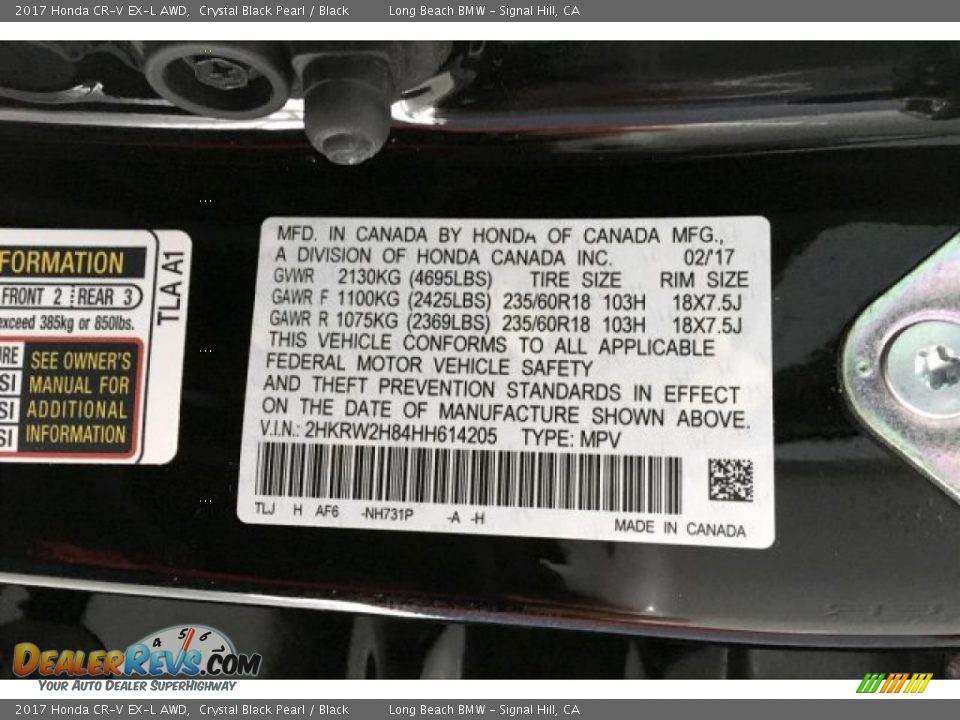 2017 Honda CR-V EX-L AWD, Crystal Black Pearl / Black Long Beach BMW - Signal Hill, CA
FORMATION
FRONT 2 REAR 3
exceed 385kg or 850lbs.
SEE OWNER'S
MANUAL FOR
ADDITIONAL
INFORMATION
SI
SI
SI
TLA A1
MFD. IN CANADA BY HONDA OF CANADA MFG.,
A DIVISION OF HONDA CANADA INC. 02/'17
GVWR 2130KG (4695LBS) TIRE SIZE RIM SIZE
GAWR F 1100KG (2425LBS) 235/60R18 103H 18X7.5J
GAWR R 1075KG (2369LBS) 235/60R18 103H 18X7.5J
THIS VEHICLE CONFORMS TO ALL APPLICABLE
FEDERAL MOTOR VEHICLE SAFETY
AND THEFT PREVENTION STANDARDS IN EFFECT
ON THE DATE OF MANUFACTURE SHOWN ABOVE.
V.I.N.: 2HKRW2H84HH614205 TYPE: MPV
TLJ H AF6 -NH731P -A -H
MADE IN CANADA
4 5 6
DEALERREVS.COM
YOUR AUTO DEALER SUPERHIGHWAY
2017 Honda CR-V EX-L AWD, Crystal Black Pearl / Black Long Beach BMW - Signal Hill, CA